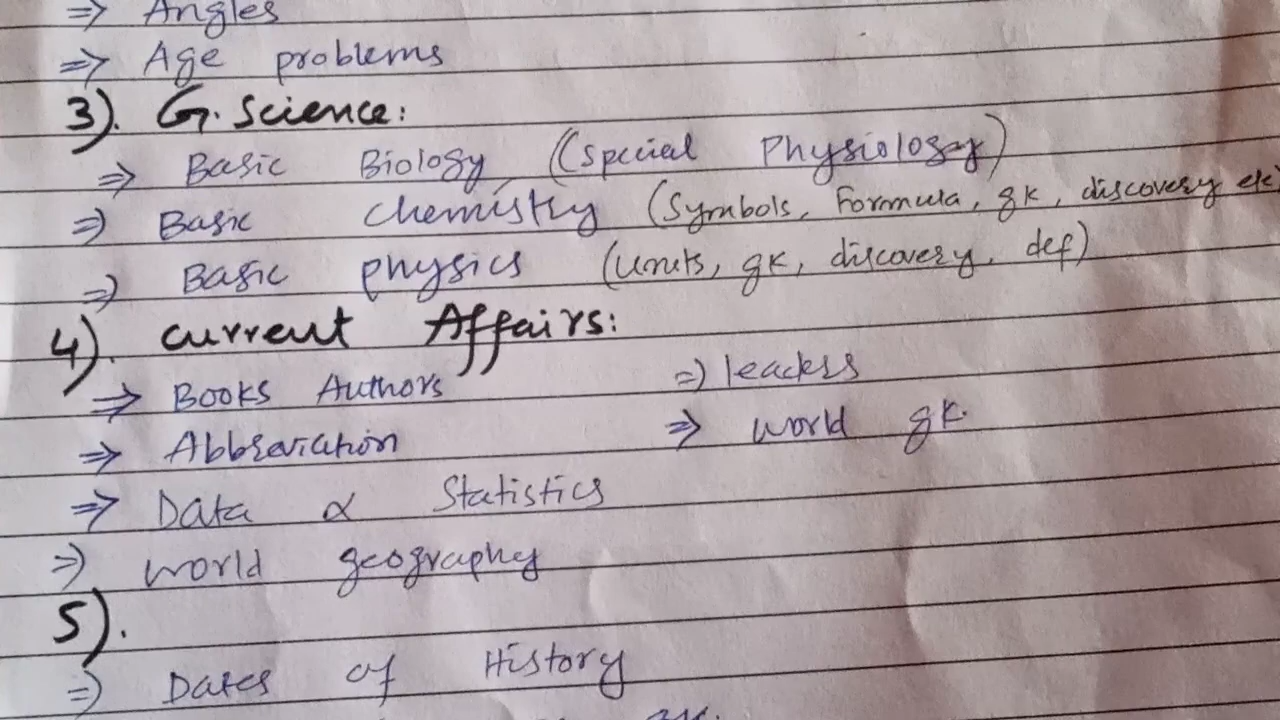 ⇒ Angles
⇒ Age problems
3). G. Science:
⇒ Basic Biology, (Special Physiology)
⇒ Basic Chemistry (Symbols, Formula, gk, discovery etc)
⇒ Basic physics (Units, gk, discovery, def)
4). Current Affairs:
⇒ Books Authors ⇒ leaders
⇒ Abbreviation ⇒ World gk.
⇒ Data & Statistics
⇒ World geography
5).
⇒ Dates of History